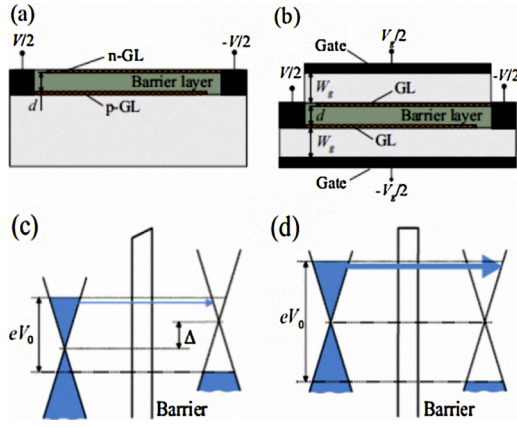 (a)
V/2
n-GL
-V/2
Barrier layer
d
p-GL
(b)
V_g/2
Gate
V/2
-V/2
W_g
GL
d
Barrier layer
W_g
GL
Gate
-V_g/2
(c)
eV_0
Δ
Barrier
(d)
eV_0
Barrier